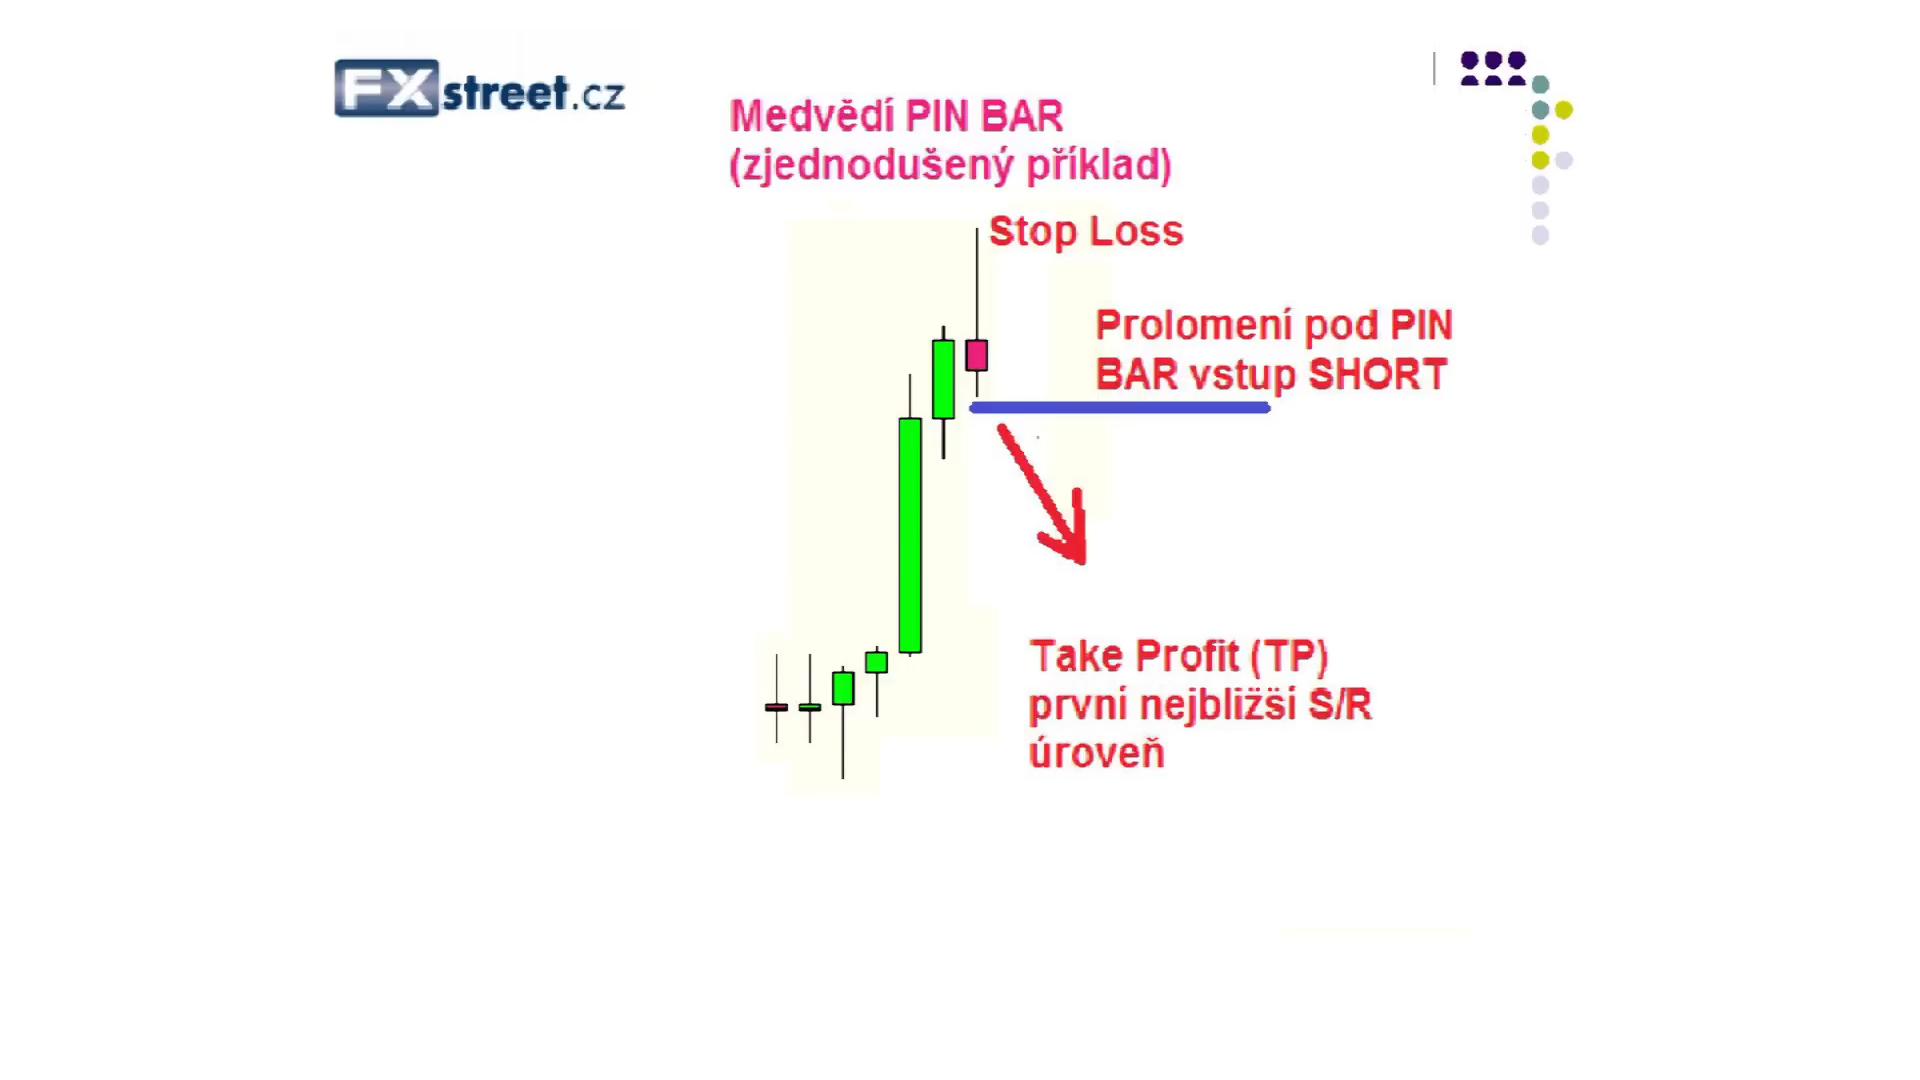 FXstreet.cz
Medvědí PIN BAR
(zjednodušený příklad)
Stop Loss
Prolomení pod PIN
BAR vstup SHORT
Take Profit (TP)
první nejbližší S/R
úroveň